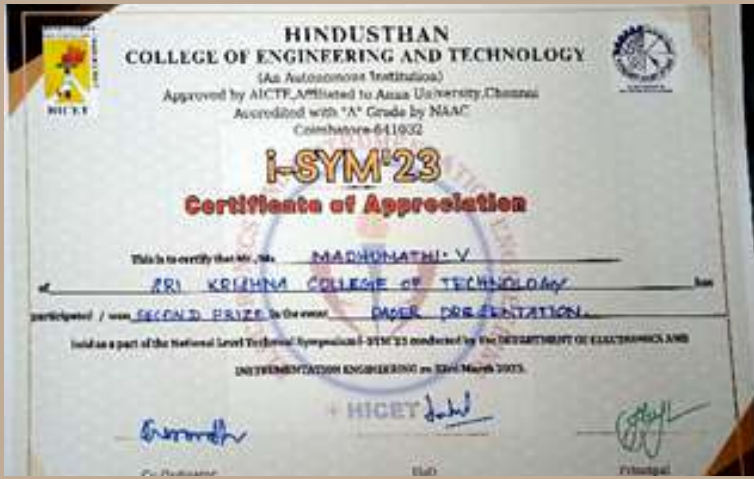 HINDUSTHAN
COLLEGE OF ENGINEERING AND TECHNOLOGY
(An Autonomous Institution)
Approved by AICTE, Affiliated to Anna University, Chennai
Accredited with "A" Grade by NAAC
Coimbatore-641032
HICET
i-SYM'23
Certificate of Appreciation
This is to certify that Mr./Ms. MADHUMATHI. V
of SRI KRISHNA COLLEGE OF TECHNOLOGY has
participated / won SECOND PRIZE in the event PAPER PRESENTATION
held as a part of the National Level Technical Symposium i-SYM'23 conducted by the DEPARTMENT OF ELECTRONICS AND
INSTRUMENTATION ENGINEERING on 23rd March 2023.
HICET
Co-Ordinator HoD Principal